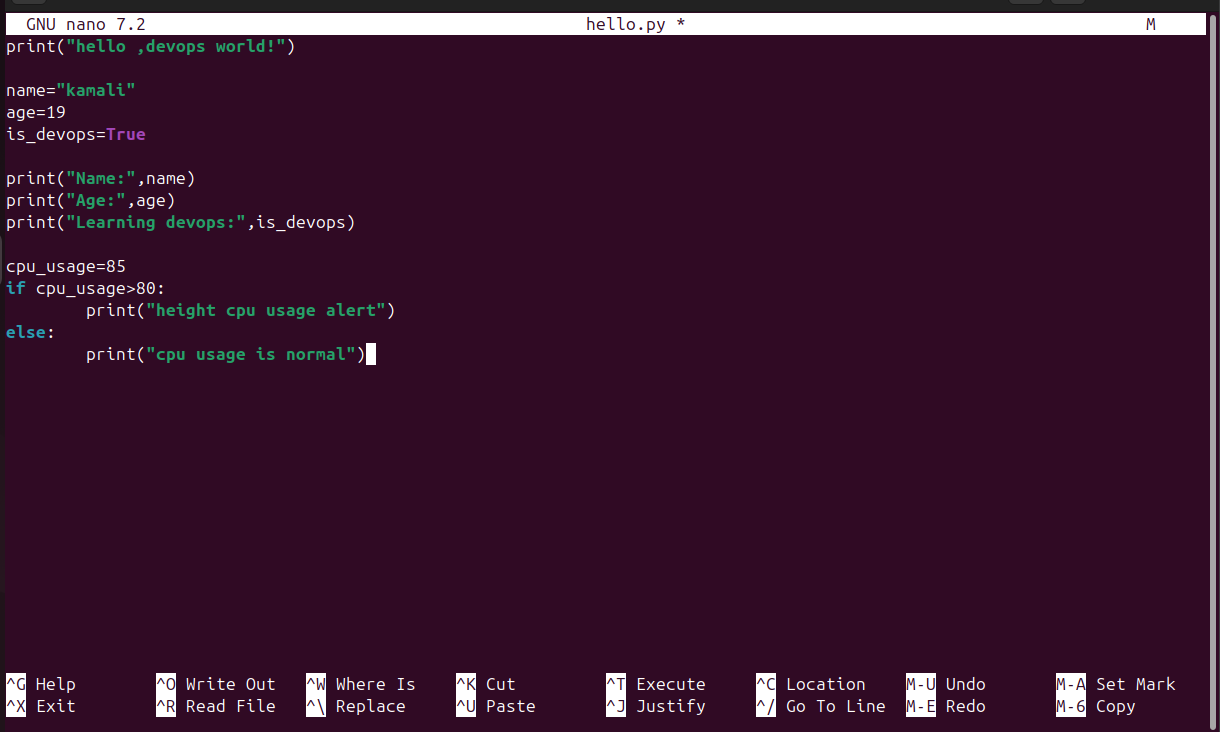 GNU nano 7.2 hello.py * M
print("hello ,devops world!")
name="kamali"
age=19
is_devops=True
print("Name:",name)
print("Age:",age)
print("Learning devops:",is_devops)
cpu_usage=85
if cpu_usage>80:
        print("height cpu usage alert")
else:
        print("cpu usage is normal")
^G Help ^O Write Out ^W Where Is ^K Cut ^T Execute ^C Location M-U Undo M-A Set Mark
^X Exit ^R Read File ^\ Replace ^U Paste ^J Justify ^/ Go To Line M-E Redo M-6 Copy